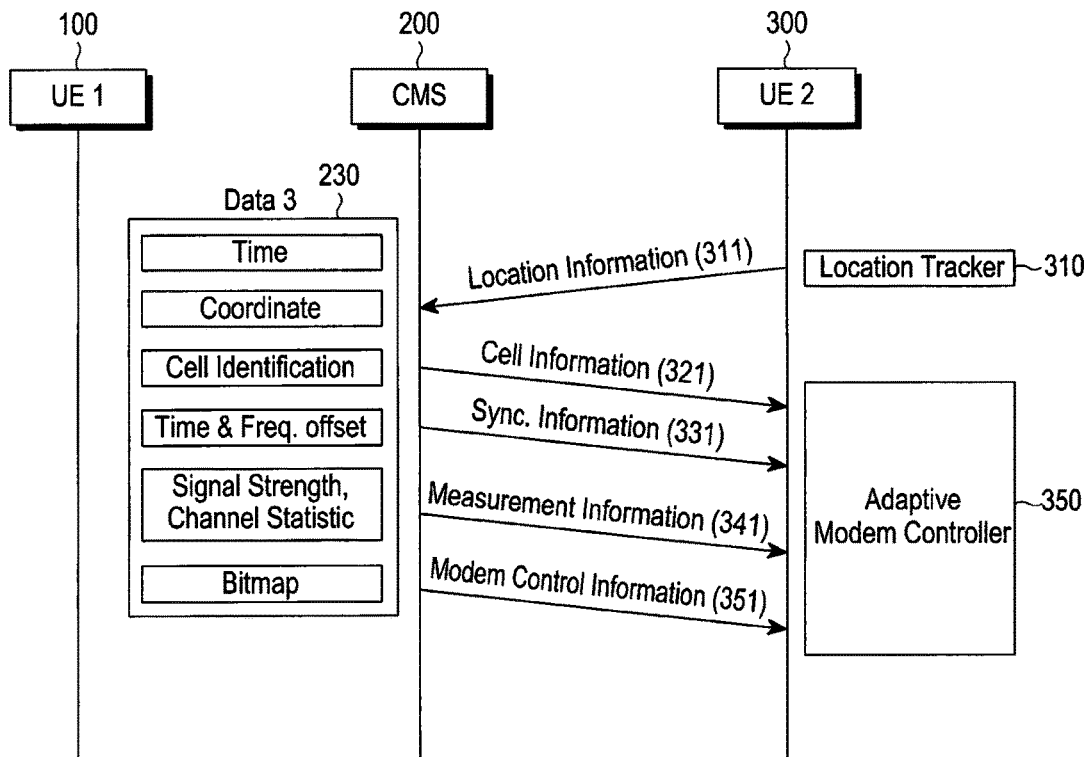 100
200
300
UE 1
CMS
UE 2
Data 3
230
Time
Coordinate
Cell Identification
Time & Freq. offset
Signal Strength,
Channel Statistic
Bitmap
Location Information (311)
Cell Information (321)
Sync. Information (331)
Measurement Information (341)
Modem Control Information (351)
Location Tracker
310
Adaptive
Modem Controller
350